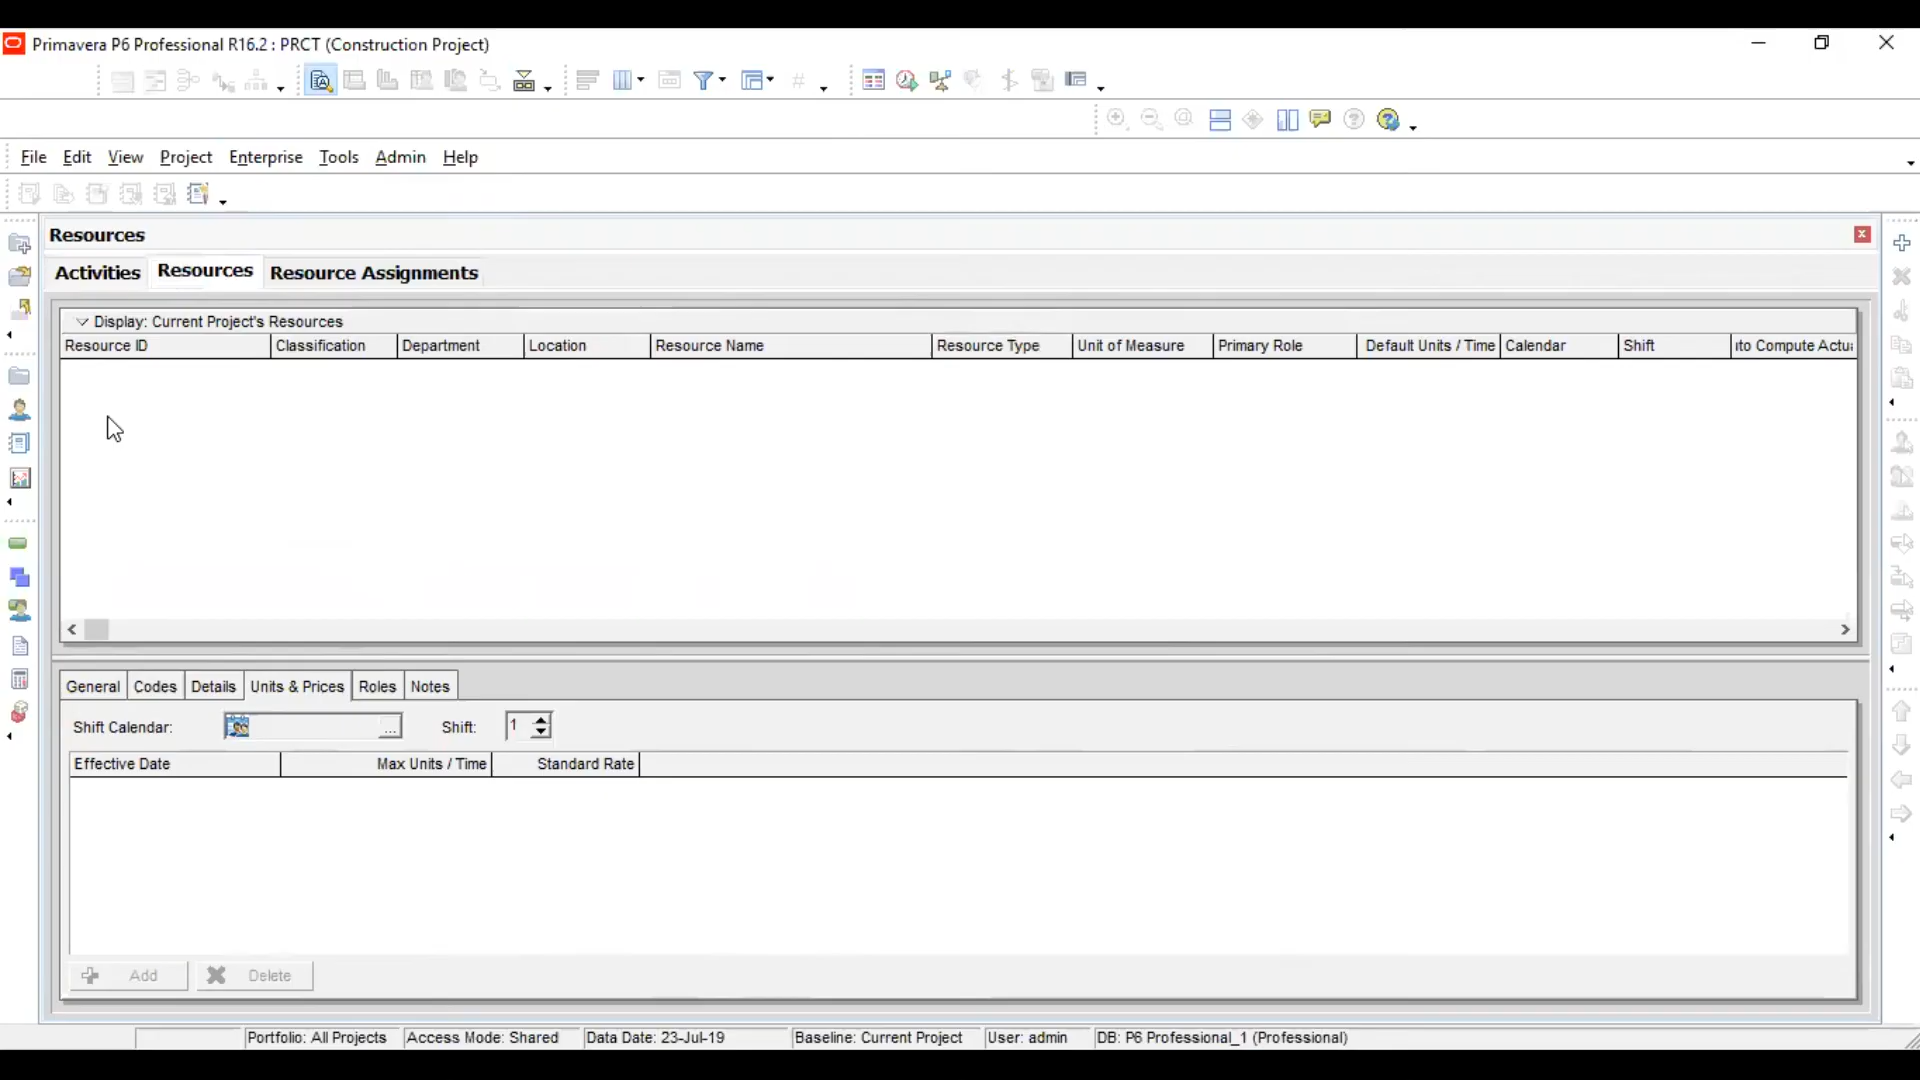 Primavera P6 Professional R16.2 : PRCT (Construction Project)
File Edit View Project Enterprise Tools Admin Help
Resources
Activities Resources Resource Assignments
Display: Current Project's Resources
Resource ID Classification Department Location Resource Name Resource Type Unit of Measure Primary Role Default Units / Time Calendar Shift ito Compute Actu
General Codes Details Units & Prices Roles Notes
Shift Calendar: ... Shift: 1
Effective Date Max Units / Time Standard Rate
Add Delete
Portfolio: All Projects Access Mode: Shared Data Date: 23-Jul-19 Baseline: Current Project User: admin DB: P6 Professional_1 (Professional)